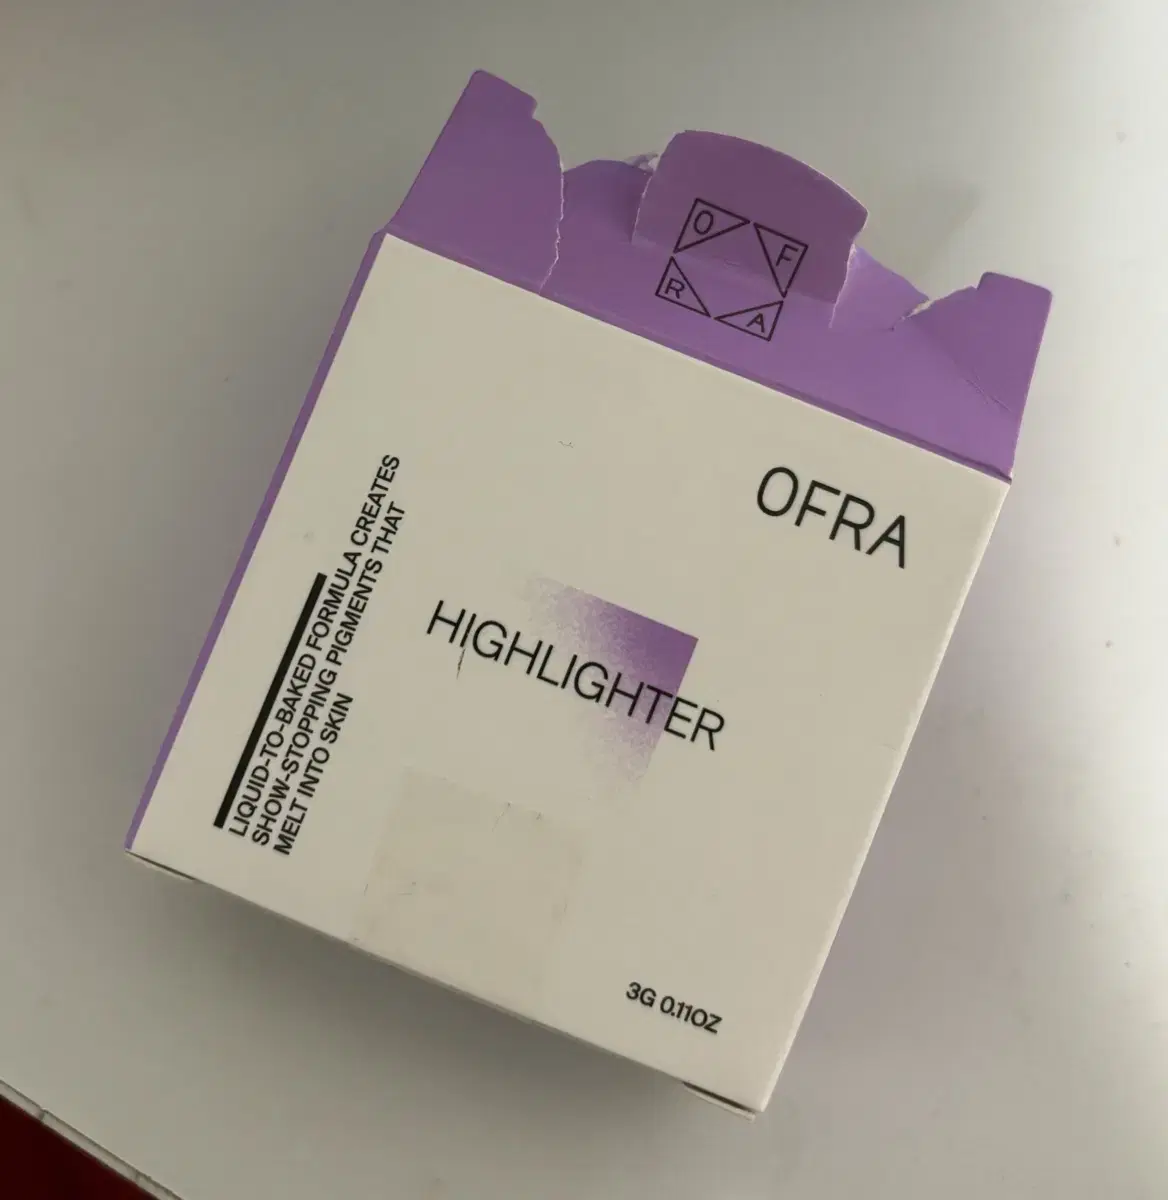 O F
R A
OFRA
HIGHLIGHTER
LIQUID-TO-BAKED FORMULA CREATES
SHOW-STOPPING PIGMENTS THAT
MELT INTO SKIN
3G 0.11OZ